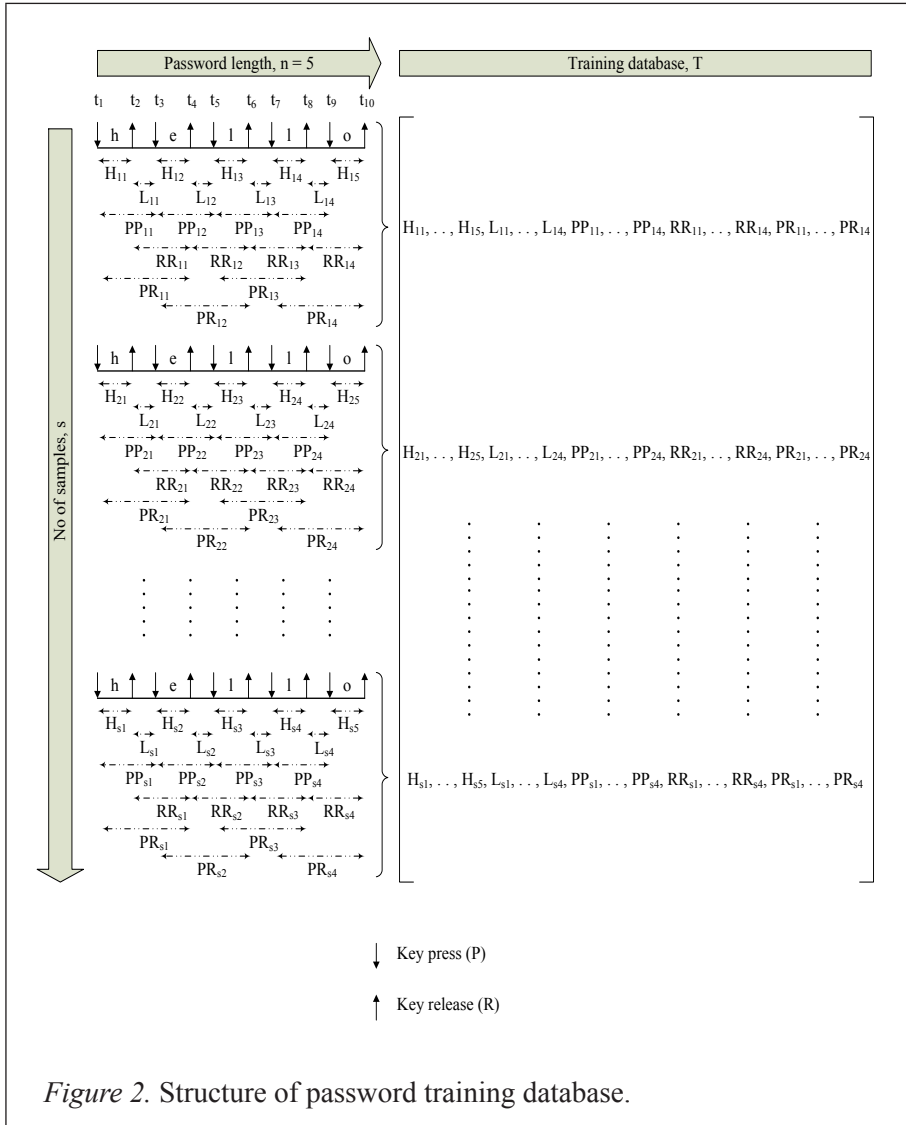 Password length, n = 5
Training database, T
t1 t2 t3 t4 t5 t6 t7 t8 t9 t10
No of samples, s
h e l l o
H11 H12 H13 H14 H15
L11 L12 L13 L14
PP11 PP12 PP13 PP14
RR11 RR12 RR13 RR14
PR11 PR13
PR12 PR14
H11, . . , H15, L11, . . , L14, PP11, . . , PP14, RR11, . . , RR14, PR11, . . , PR14
h e l l o
H21 H22 H23 H24 H25
L21 L22 L23 L24
PP21 PP22 PP23 PP24
RR21 RR22 RR23 RR24
PR21 PR23
PR22 PR24
H21, . . , H25, L21, . . , L24, PP21, . . , PP24, RR21, . . , RR24, PR21, . . , PR24
h e l l o
Hs1 Hs2 Hs3 Hs4 Hs5
Ls1 Ls2 Ls3 Ls4
PPs1 PPs2 PPs3 PPs4
RRs1 RRs2 RRs3 RRs4
PRs1 PRs3
PRs2 PRs4
Hs1, . . , Hs5, Ls1, . . , Ls4, PPs1, . . , PPs4, RRs1, . . , RRs4, PRs1, . . , PRs4
Key press (P)
Key release (R)
Figure 2. Structure of password training database.